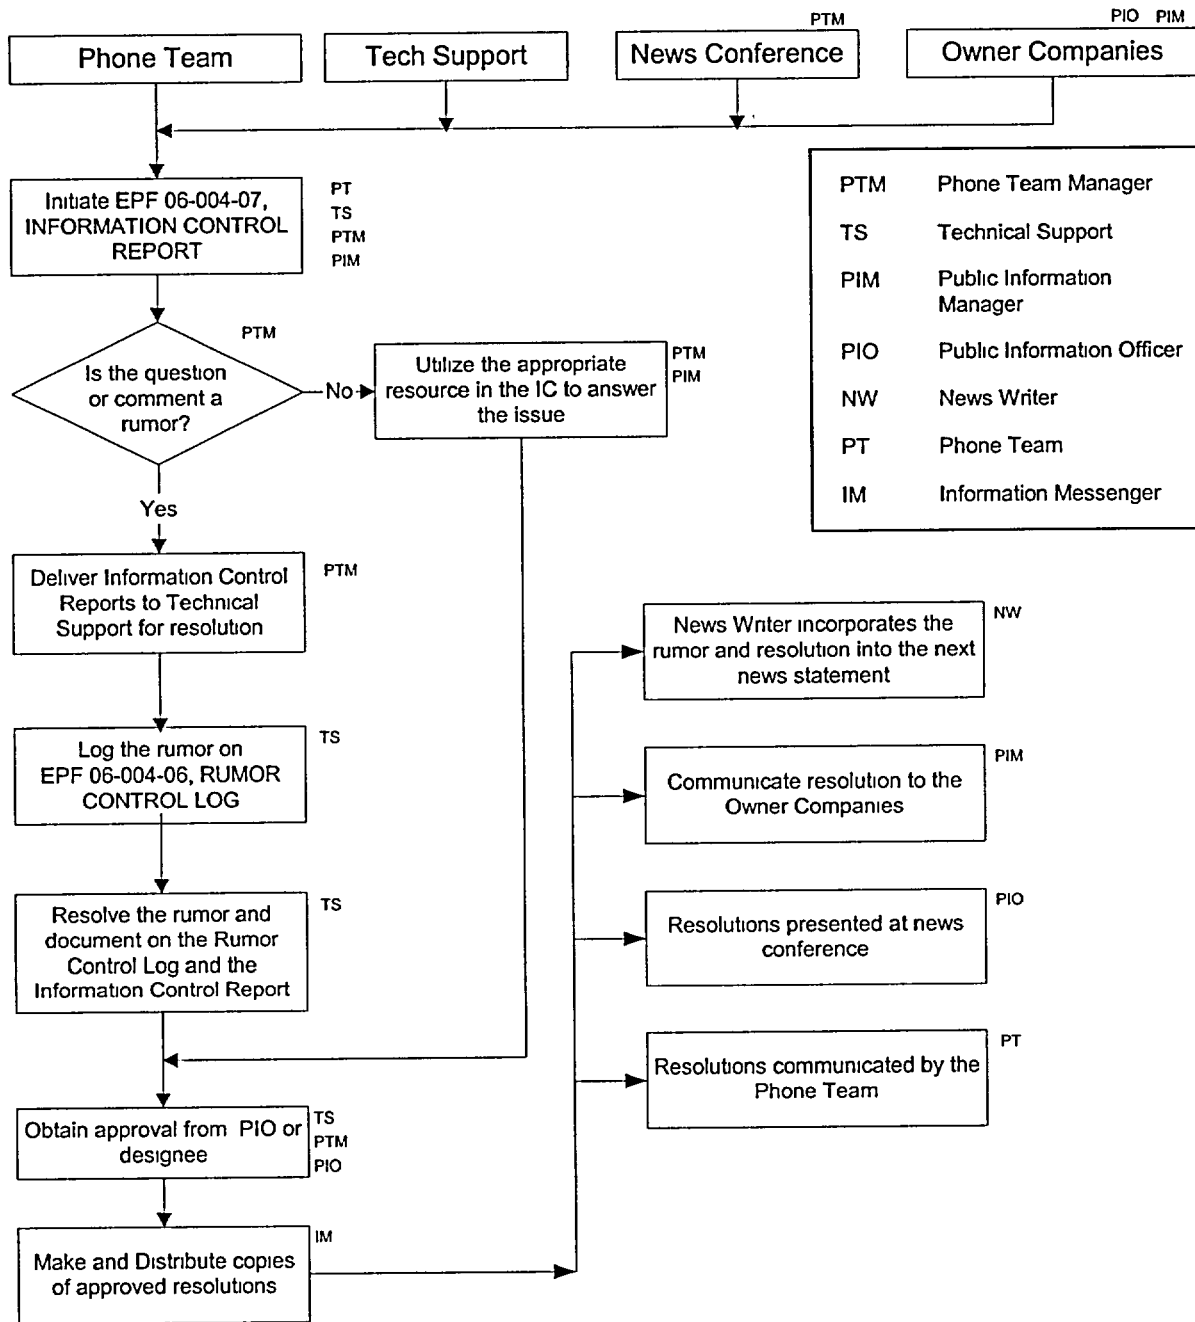 PTM
PIO PIM
Phone Team
Tech Support
News Conference
Owner Companies
Initiate EPF 06-004-07,
INFORMATION CONTROL
REPORT
PT
TS
PTM
PIM
PTM Phone Team Manager
TS Technical Support
PIM Public Information
Manager
PIO Public Information Officer
NW News Writer
PT Phone Team
IM Information Messenger
PTM
Is the question
or comment a
rumor?
No
Utilize the appropriate
resource in the IC to answer
the issue
PTM
PIM
Yes
Deliver Information Control
Reports to Technical
Support for resolution
PTM
Log the rumor on
EPF 06-004-06, RUMOR
CONTROL LOG
TS
Resolve the rumor and
document on the Rumor
Control Log and the
Information Control Report
TS
Obtain approval from PIO or
designee
TS
PTM
PIO
Make and Distribute copies
of approved resolutions
IM
News Writer incorporates the
rumor and resolution into the next
news statement
NW
Communicate resolution to the
Owner Companies
PIM
Resolutions presented at news
conference
PIO
Resolutions communicated by the
Phone Team
PT